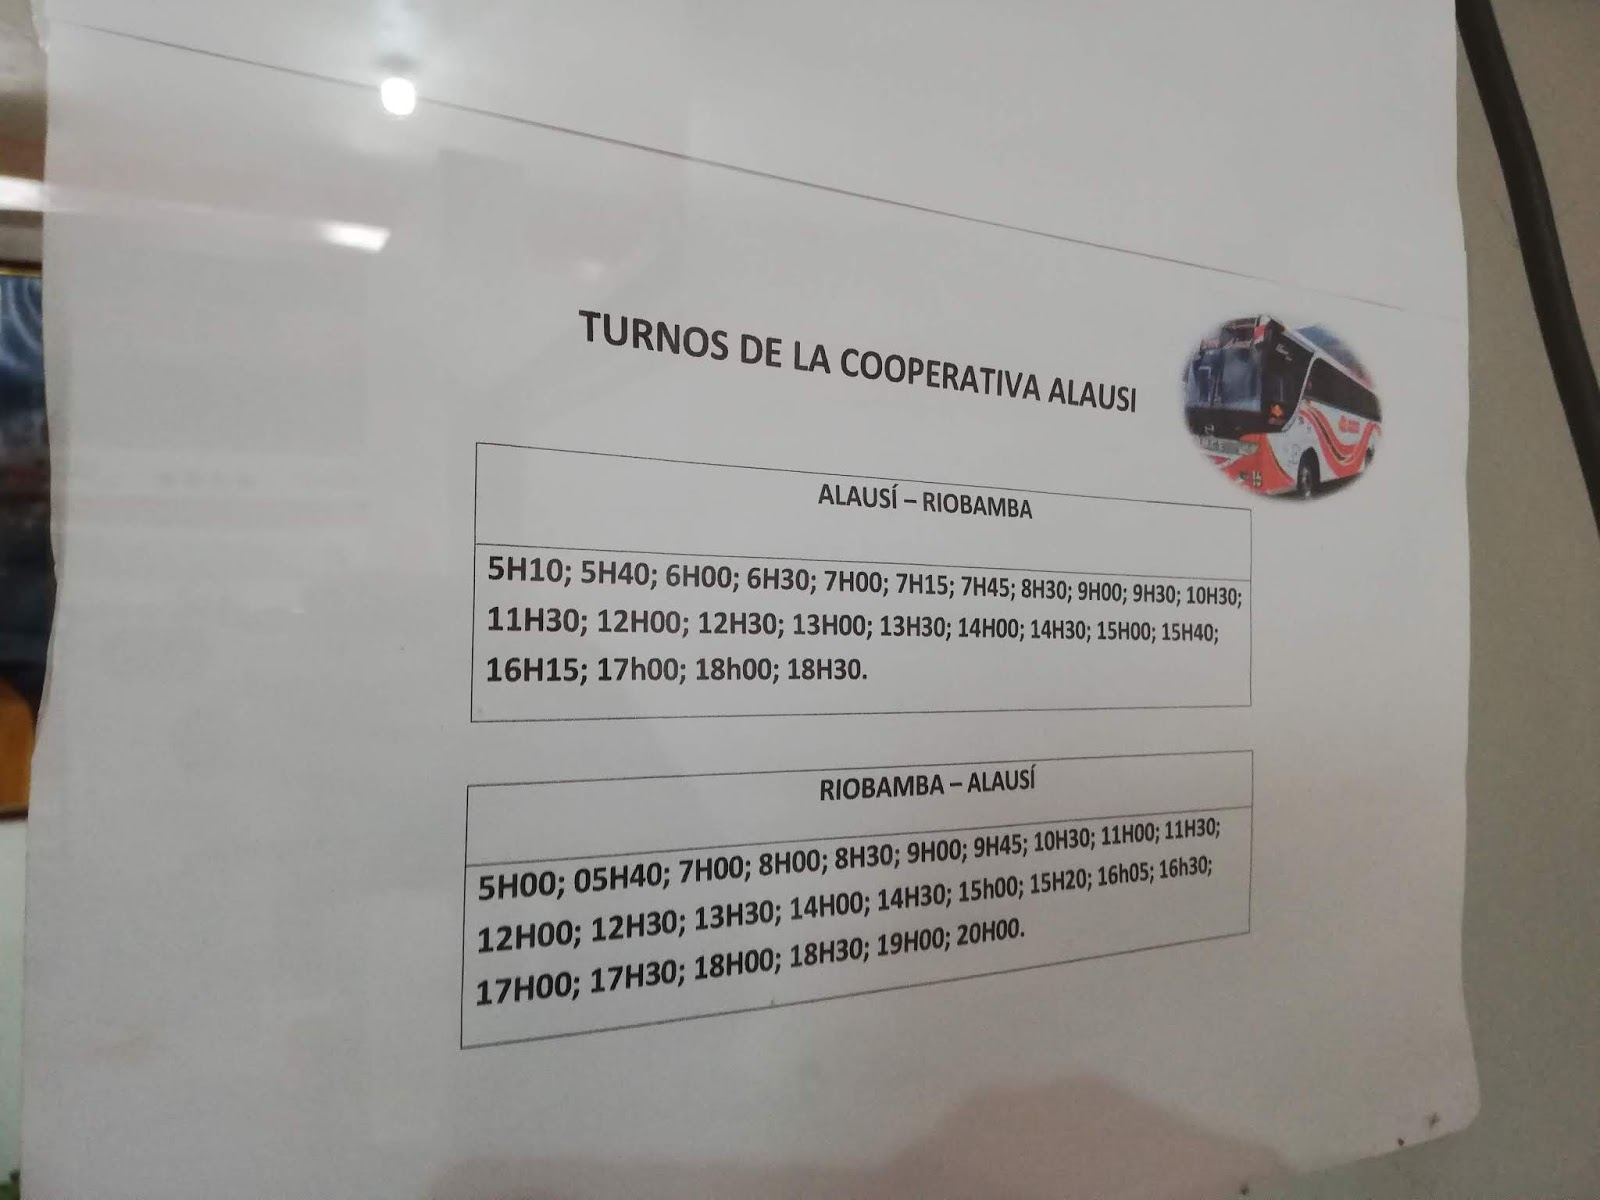 TURNOS DE LA COOPERATIVA ALAUSI
ALAUSÍ – RIOBAMBA
5H10; 5H40; 6H00; 6H30; 7H00; 7H15; 7H45; 8H30; 9H00; 9H30; 10H30;
11H30; 12H00; 12H30; 13H00; 13H30; 14H00; 14H30; 15H00; 15H40;
16H15; 17h00; 18h00; 18H30.
RIOBAMBA – ALAUSÍ
5H00; 05H40; 7H00; 8H00; 8H30; 9H00; 9H45; 10H30; 11H00; 11H30;
12H00; 12H30; 13H30; 14H00; 14H30; 15h00; 15H20; 16h05; 16h30;
17H00; 17H30; 18H00; 18H30; 19H00; 20H00.